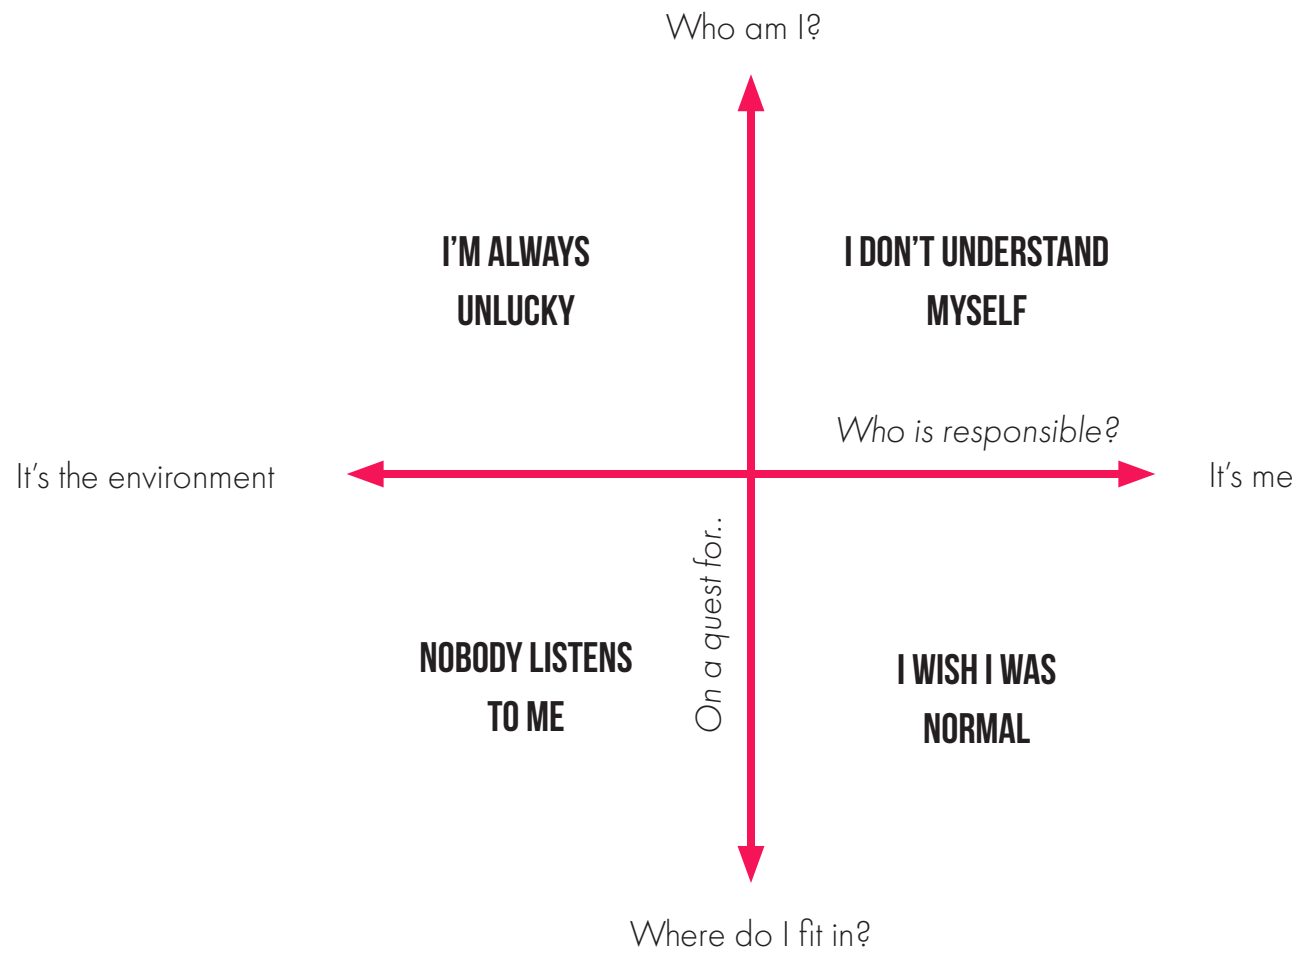 Who am I?
I'M ALWAYS
UNLUCKY
I DON'T UNDERSTAND
MYSELF
Who is responsible?
It's the environment
It's me
On a quest for..
NOBODY LISTENS
TO ME
I WISH I WAS
NORMAL
Where do I fit in?